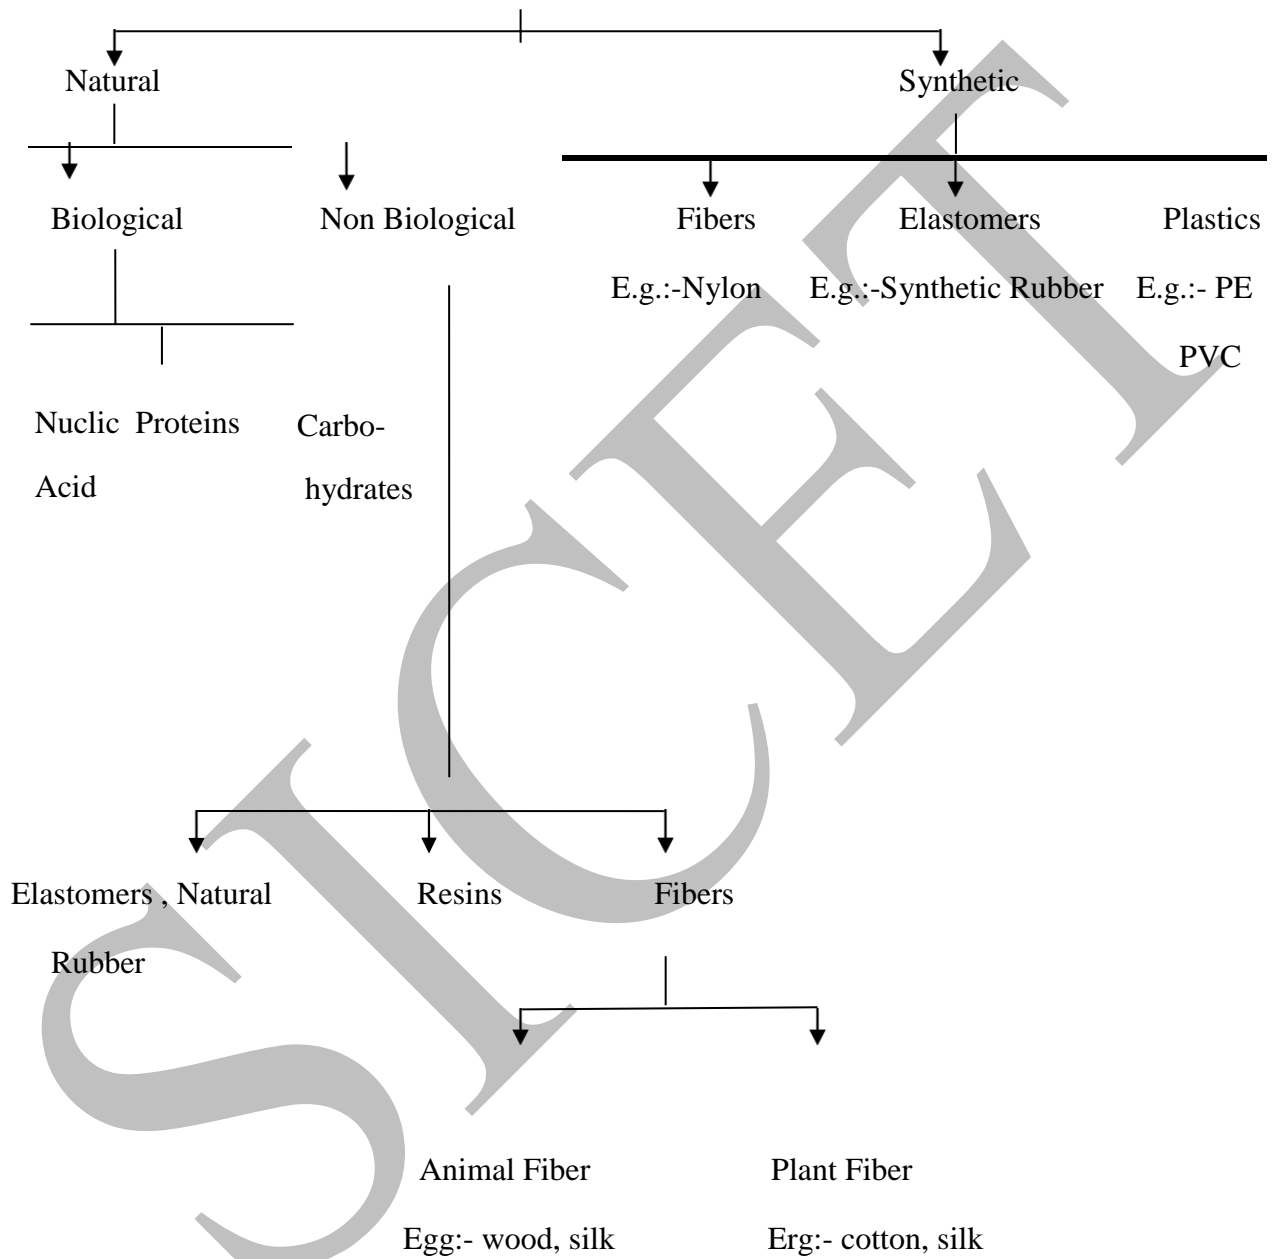 Natural Synthetic
Biological Non Biological Fibers Elastomers Plastics
E.g.:-Nylon E.g.:-Synthetic Rubber E.g.:- PE
PVC
Nuclic Proteins Carbo-
Acid hydrates
Elastomers , Natural Resins Fibers
Rubber
Animal Fiber Plant Fiber
Egg:- wood, silk Erg:- cotton, silk
SICET